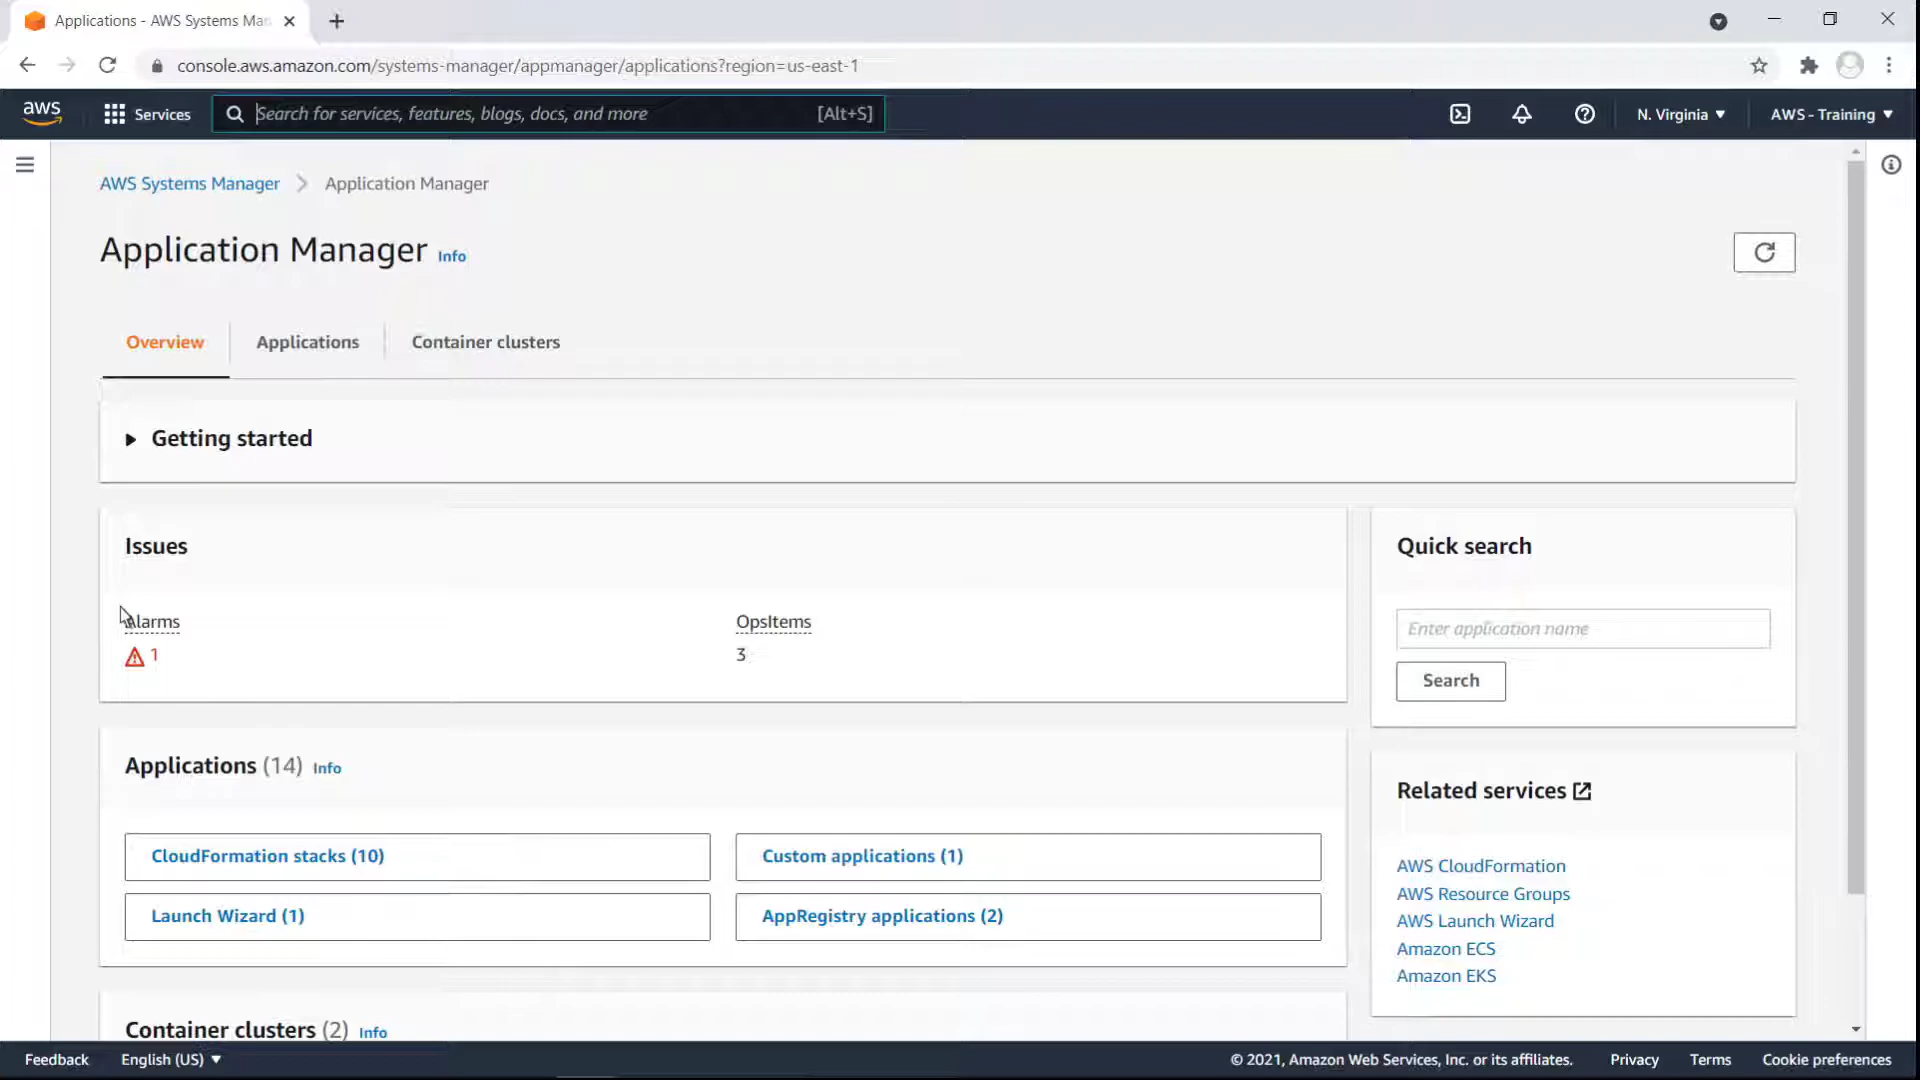 Applications - AWS Systems Man
console.aws.amazon.com/systems-manager/appmanager/applications?region=us-east-1
aws
Services
Search for services, features, blogs, docs, and more
[Alt+S]
N. Virginia
AWS - Training
AWS Systems Manager
Application Manager
Application Manager
Info
Overview
Applications
Container clusters
Getting started
Issues
Alarms
1
OpsItems
3
Quick search
Enter application name
Search
Applications (14) Info
CloudFormation stacks (10)
Custom applications (1)
Launch Wizard (1)
AppRegistry applications (2)
Related services
AWS CloudFormation
AWS Resource Groups
AWS Launch Wizard
Amazon ECS
Amazon EKS
Container clusters (2) Info
Feedback
English (US)
© 2021, Amazon Web Services, Inc. or its affiliates.
Privacy
Terms
Cookie preferences